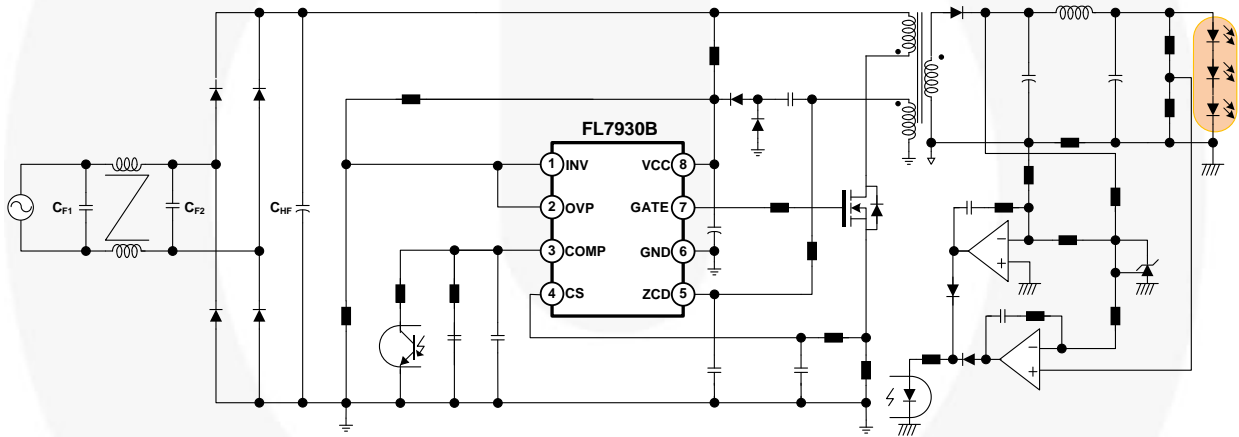 FL7930B
1 INV VCC 8
2 OVP GATE 7
3 COMP GND 6
4 CS ZCD 5
CF1
CF2
CHF